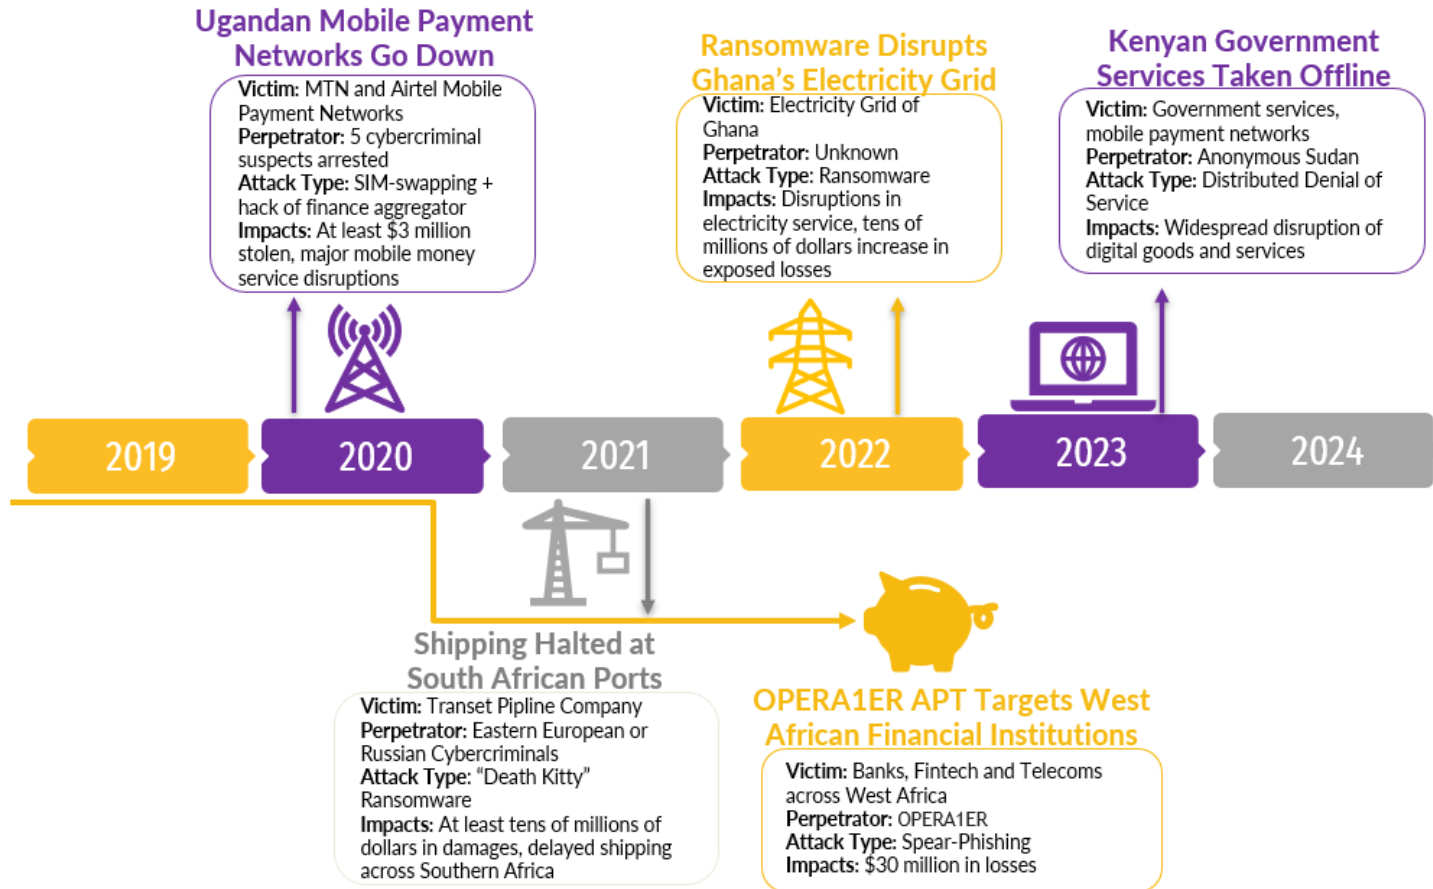 Ugandan Mobile Payment
Networks Go Down
Victim: MTN and Airtel Mobile
Payment Networks
Perpetrator: 5 cybercriminal
suspects arrested
Attack Type: SIM-swapping +
hack of finance aggregator
Impacts: At least $3 million
stolen, major mobile money
service disruptions
Ransomware Disrupts
Ghana's Electricity Grid
Victim: Electricity Grid of
Ghana
Perpetrator: Unknown
Attack Type: Ransomware
Impacts: Disruptions in
electricity service, tens of
millions of dollars increase in
exposed losses
Kenyan Government
Services Taken Offline
Victim: Government services,
mobile payment networks
Perpetrator: Anonymous Sudan
Attack Type: Distributed Denial of
Service
Impacts: Widespread disruption of
digital goods and services
2019
2020
2021
2022
2023
2024
Shipping Halted at
South African Ports
Victim: Transet Pipline Company
Perpetrator: Eastern European or
Russian Cybercriminals
Attack Type: “Death Kitty”
Ransomware
Impacts: At least tens of millions of
dollars in damages, delayed shipping
across Southern Africa
OPERA1ER APT Targets West
African Financial Institutions
Victim: Banks, Fintech and Telecoms
across West Africa
Perpetrator: OPERA1ER
Attack Type: Spear-Phishing
Impacts: $30 million in losses